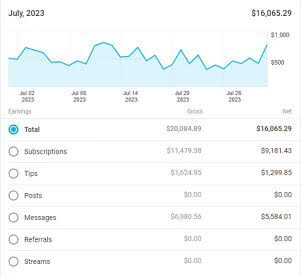 July, 2023 $16,065.29
$1,000
$500
Jul 02 Jul 08 Jul 14 Jul 20 Jul 26
2023 2023 2023 2023 2023
Earnings Gross Net
Total $20,084.89 $16,065.29
Subscriptions $11,479.38 $9,181.43
Tips $1,624.95 $1,299.85
Posts $0.00 $0.00
Messages $6,980.56 $5,584.01
Referrals $0.00 $0.00
Streams $0.00 $0.00